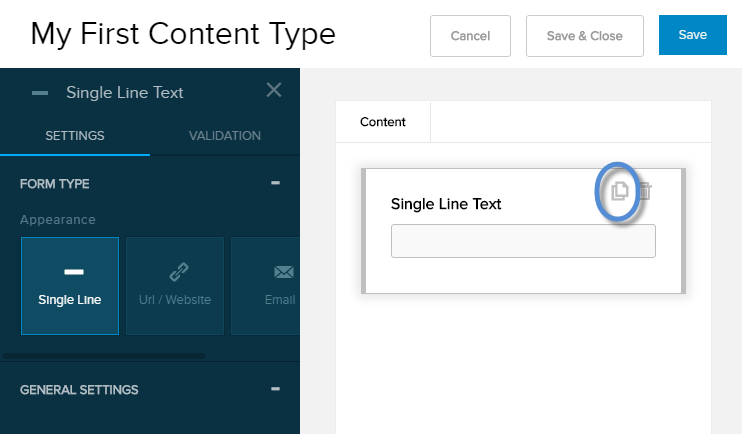 My First Content Type
Cancel
Save & Close
Save
Single Line Text
SETTINGS
VALIDATION
FORM TYPE
Appearance
Single Line
Url / Website
Email
GENERAL SETTINGS
Content
Single Line Text